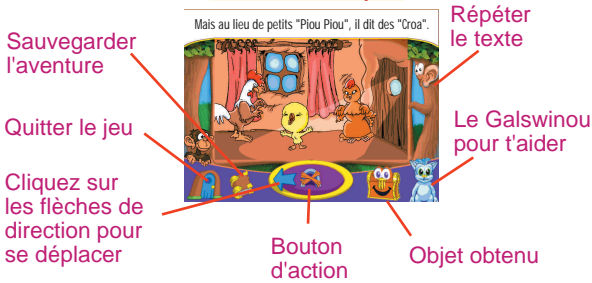 Mais au lieu de petits "Piou Piou", il dit des "Croa".
Répéter
le texte
Sauvegarder
l'aventure
Quitter le jeu
Le Galswinou
pour t'aider
Cliquez sur
les flèches de
direction pour
se déplacer
Bouton
d'action
Objet obtenu